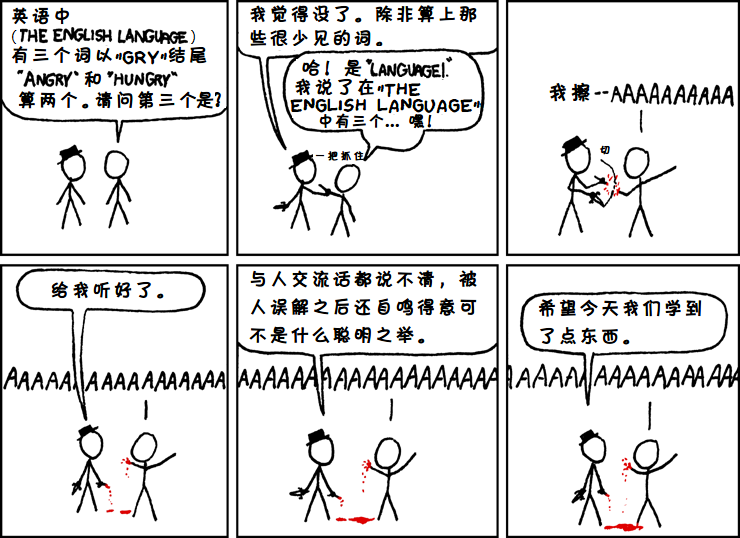 英语中
(THE ENGLISH LANGUAGE)
有三个词以"GRY"结尾
"ANGRY"和"HUNGRY"
算两个。请问第三个是?
我觉得没了。除非算上那
些很少见的词。
哈！是"LANGUAGE!"
我说了在"THE
ENGLISH LANGUAGE"
中有三个... 嘿!
一把抓住
我擦--AAAAAAAAAA
切
给我听好了。
AAAAAAAAAAAAAAAA
与人交流话都说不请，被
人误解之后还自鸣得意可
不是什么聪明之举。
AAAAAAAAAAAAAAAAAAA
希望今天我们学到
了点东西。
AAAAAAAAAAAAAAAAA